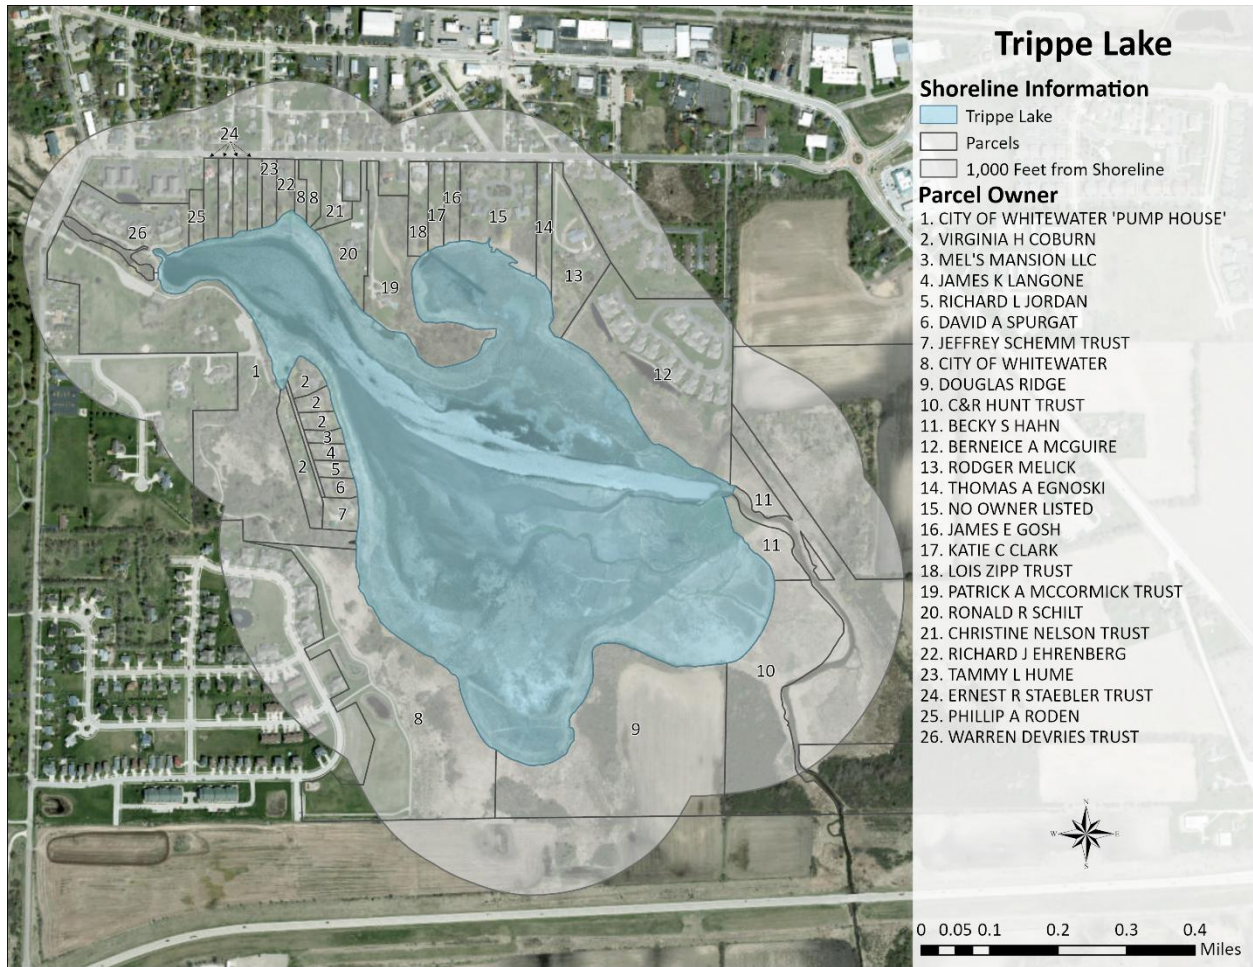 Trippe Lake
Shoreline Information
Trippe Lake
Parcels
1,000 Feet from Shoreline
Parcel Owner
1. CITY OF WHITEWATER 'PUMP HOUSE'
2. VIRGINIA H COBURN
3. MEL'S MANSION LLC
4. JAMES K LANGONE
5. RICHARD L JORDAN
6. DAVID A SPURGAT
7. JEFFREY SCHEMM TRUST
8. CITY OF WHITEWATER
9. DOUGLAS RIDGE
10. C&R HUNT TRUST
11. BECKY S HAHN
12. BERNEICE A MCGUIRE
13. RODGER MELICK
14. THOMAS A EGNOSKI
15. NO OWNER LISTED
16. JAMES E GOSH
17. KATIE C CLARK
18. LOIS ZIPP TRUST
19. PATRICK A MCCORMICK TRUST
20. RONALD R SCHILT
21. CHRISTINE NELSON TRUST
22. RICHARD J EHRENBERG
23. TAMMY L HUME
24. ERNEST R STAEBLER TRUST
25. PHILLIP A RODEN
26. WARREN DEVRIES TRUST
N
W E
S
0 0.05 0.1 0.2 0.3 0.4
Miles
24
23
22
8
8
21
25
26
20
19
18
17
16
15
14
13
12
1
2
2
2
3
4
2
5
6
7
11
11
10
9
8